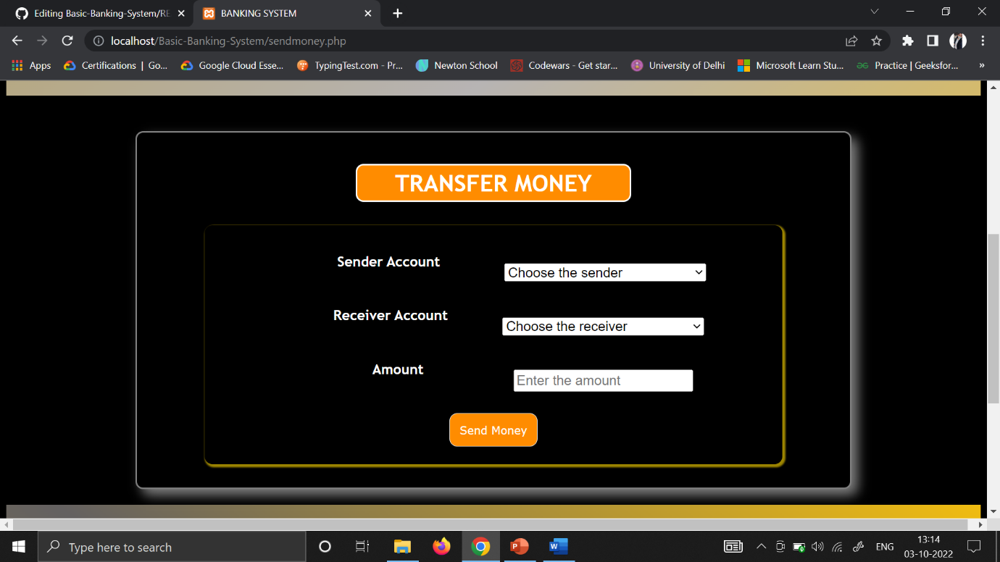 Editing Basic-Banking-System/RE
BANKING SYSTEM
localhost/Basic-Banking-System/sendmoney.php
Apps
Certifications | Go...
Google Cloud Esse...
TypingTest.com - Pr...
Newton School
Codewars - Get star...
University of Delhi
Microsoft Learn Stu...
Practice | Geeksfor...
»
TRANSFER MONEY
Sender Account
Choose the sender
Receiver Account
Choose the receiver
Amount
Enter the amount
Send Money
Type here to search
ENG
13:14
03-10-2022